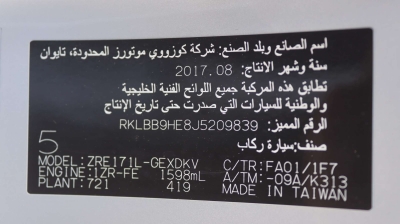 اسم الصانع وبلد الصنع: شركة كوزووي موتورز المحدودة، تايوان
سنة وشهر الانتاج: 2017.08
تطابق هذه المركبة جميع اللوائح الفنية الخليجية
والوطنية للسيارات التي صدرت حتى تاريخ الإنتاج
الرقم المميز: RKLBB9HE8J5209839
الصنف: سيارة ركاب
5
MODEL: ZRE171L-GEXDKV C/TR: FA01/1F7
ENGINE: 1ZR-FE 1598mL A/TM: -09A/K313
PLANT: 721 419 MADE IN TAIWAN